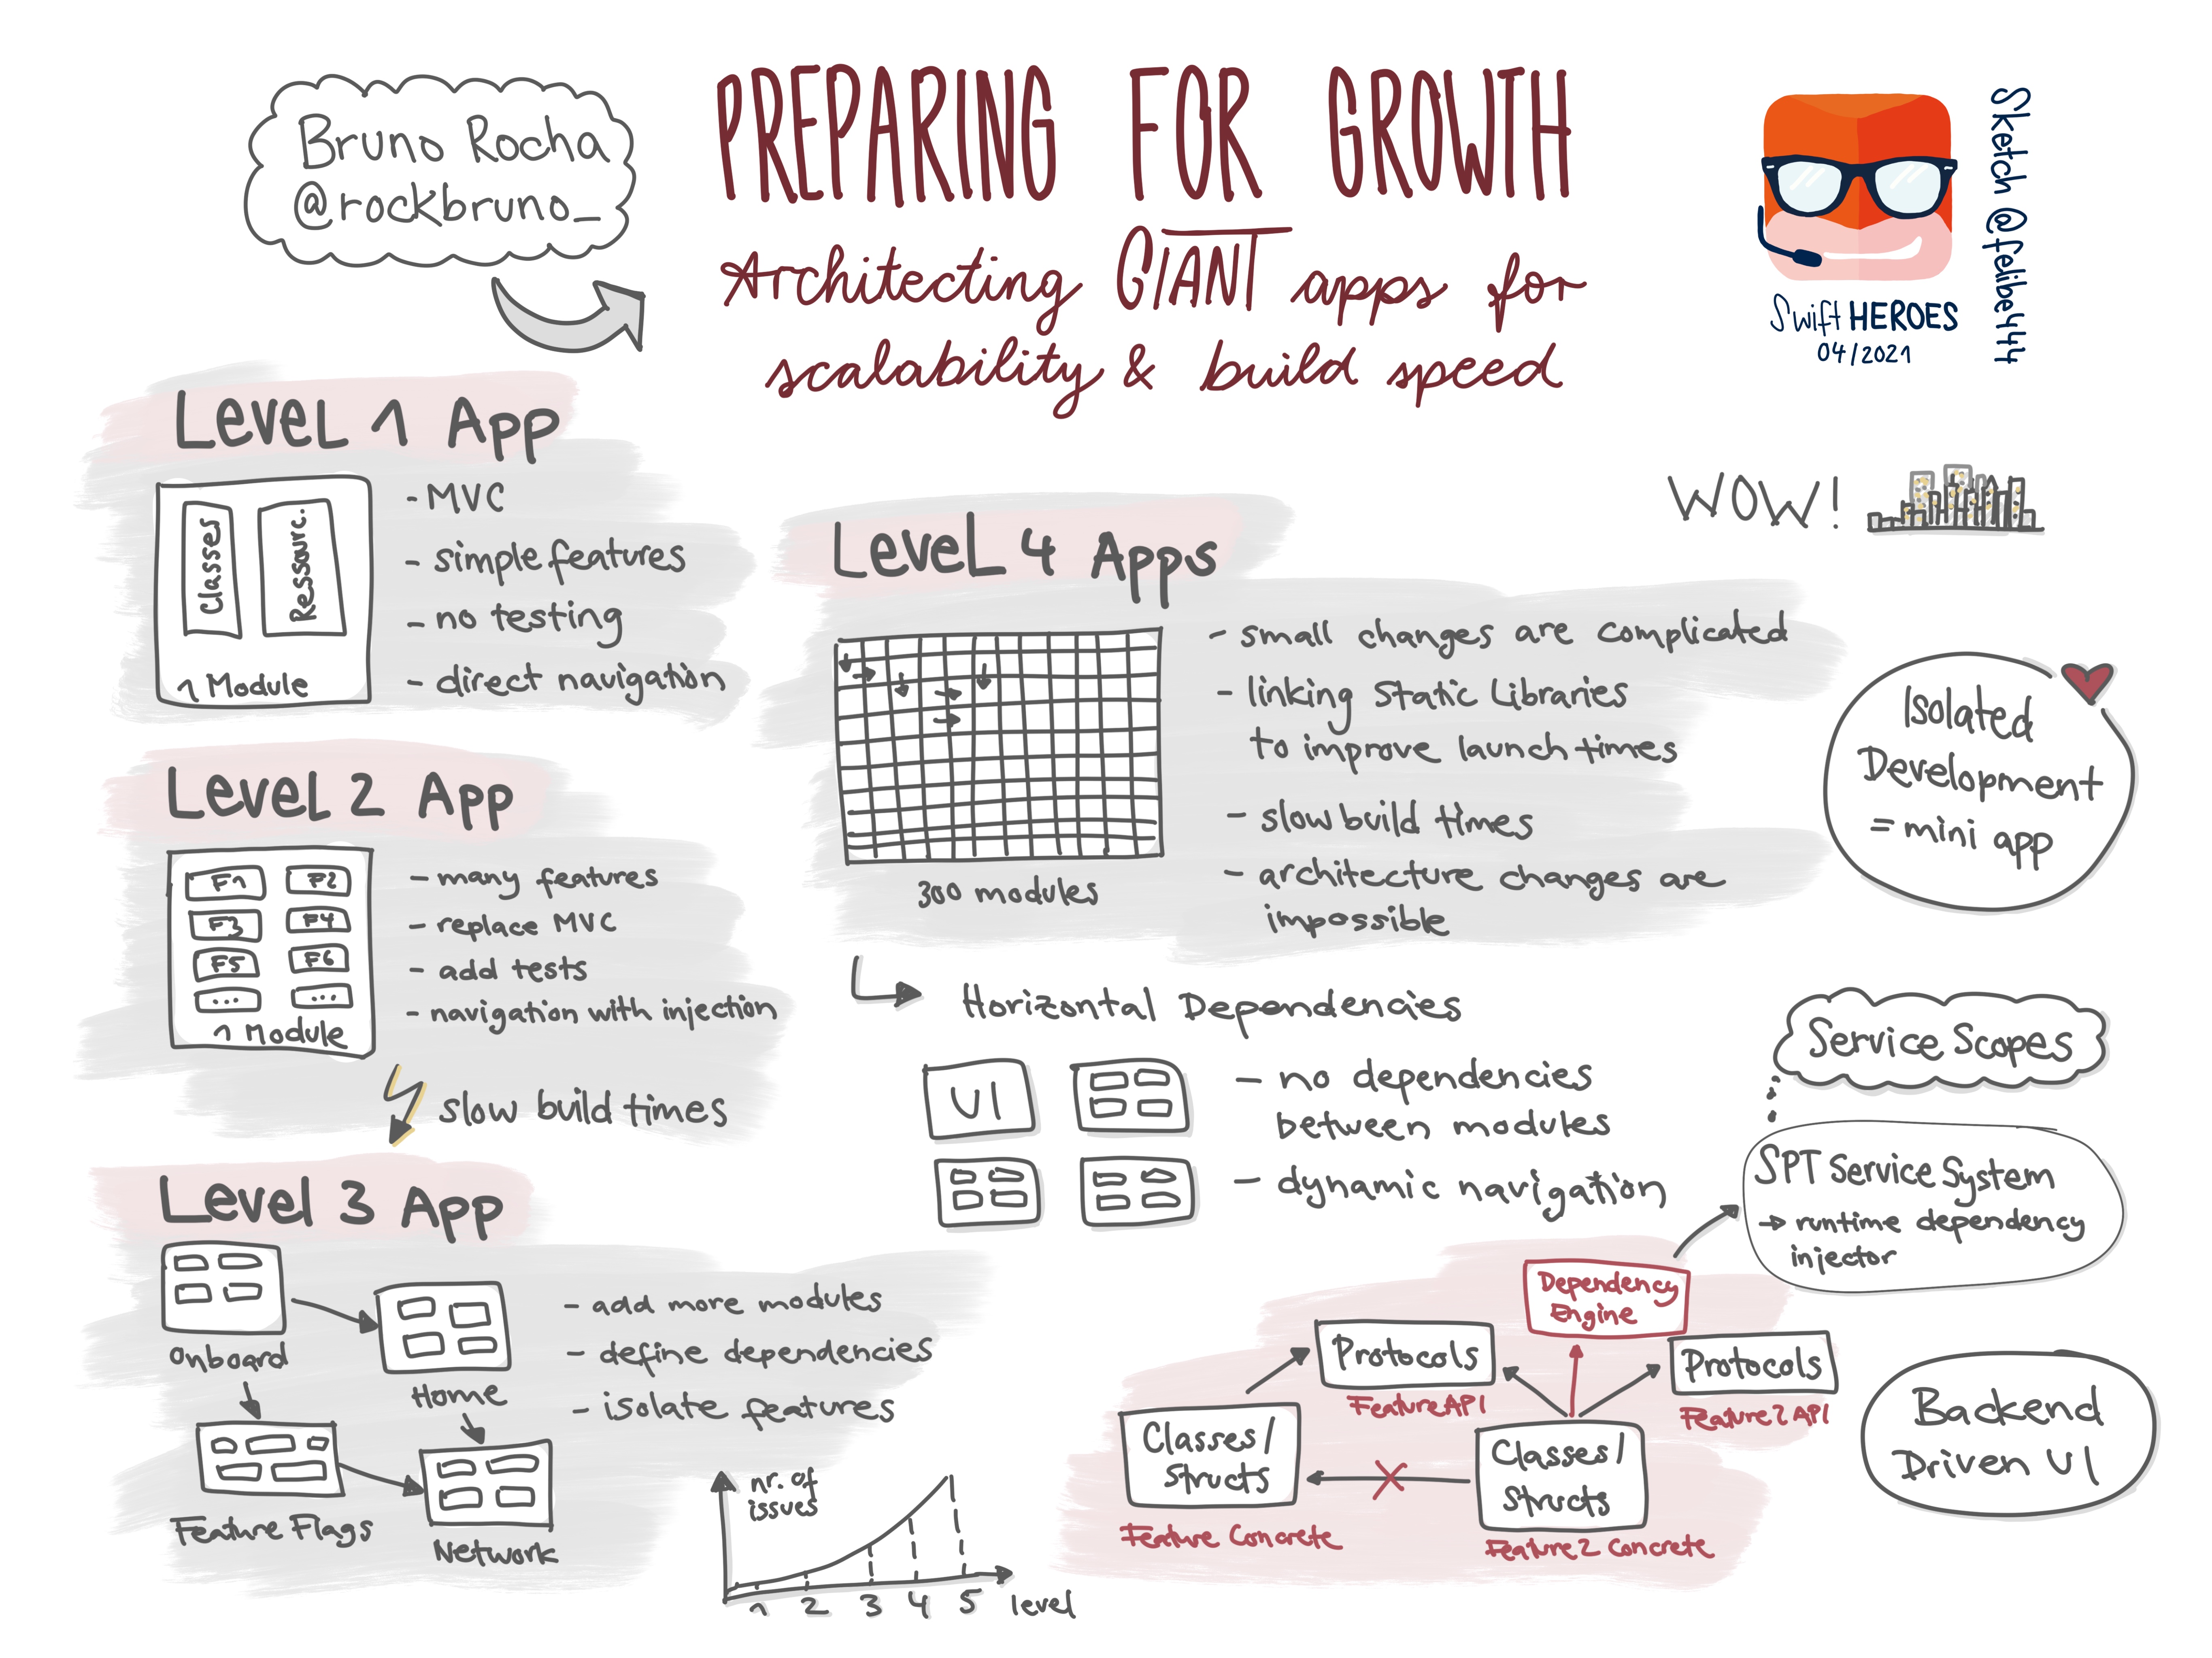 Bruno Rocha
@rockbruno_
PREPARING FOR GROWTH
Architecting GIANT apps for
scalability & build speed
Swift HEROES
04/2021
Sketch @felibe444
Level 1 App
Classes
Ressourc.
1 Module
- MVC
- simple features
- no testing
- direct navigation
Level 2 App
F1
F2
F3
F4
F5
F6
...
...
1 Module
- many features
- replace MVC
- add tests
- navigation with injection
slow build times
Level 3 App
Onboard
Home
Feature Flags
Network
- add more modules
- define dependencies
- isolate features
nr. of
issues
1 2 3 4 5 level
Level 4 Apps
300 modules
- small changes are complicated
- linking Static Libraries
to improve launch times
- slow build times
- architecture changes are
impossible
WOW!
Isolated
Development
= mini app
Horizontal Dependencies
UI
- no dependencies
between modules
- dynamic navigation
Service Scopes
SPT Service System
→ runtime dependency
injector
Dependency
Engine
Protocols
Feature API
Protocols
Feature2 API
Classes/
Structs
Feature Concrete
Classes/
Structs
Feature2 Concrete
Backend
Driven UI